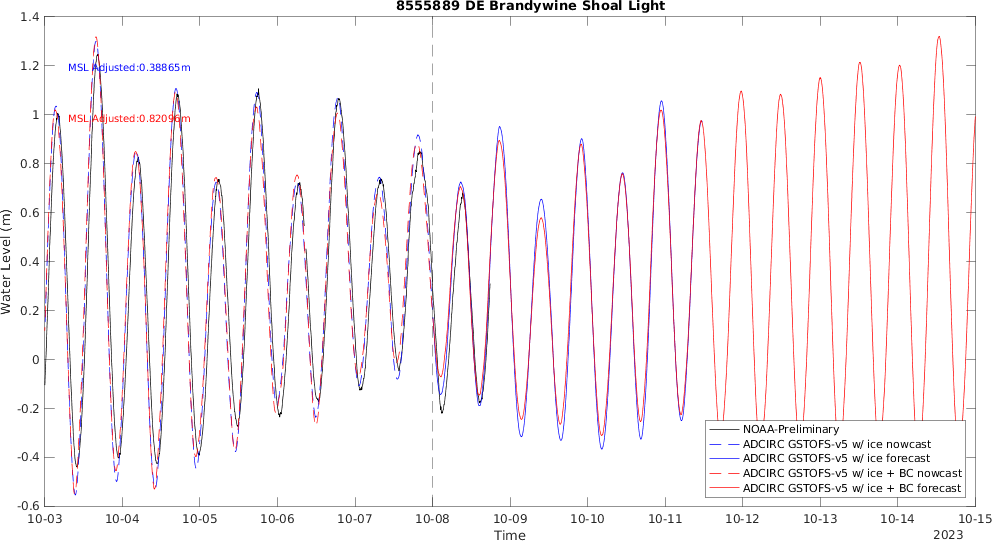 8555889 DE Brandywine Shoal Light
1.4
1.2
1
0.8
0.6
0.4
0.2
0
-0.2
-0.4
-0.6
Water Level (m)
MSL Adjusted:0.38865m
MSL Adjusted:0.82096m
NOAA-Preliminary
ADCIRC GSTOFS-v5 w/ ice nowcast
ADCIRC GSTOFS-v5 w/ ice forecast
ADCIRC GSTOFS-v5 w/ ice + BC nowcast
ADCIRC GSTOFS-v5 w/ ice + BC forecast
10-03 10-04 10-05 10-06 10-07 10-08 10-09 10-10 10-11 10-12 10-13 10-14 10-15
Time
2023